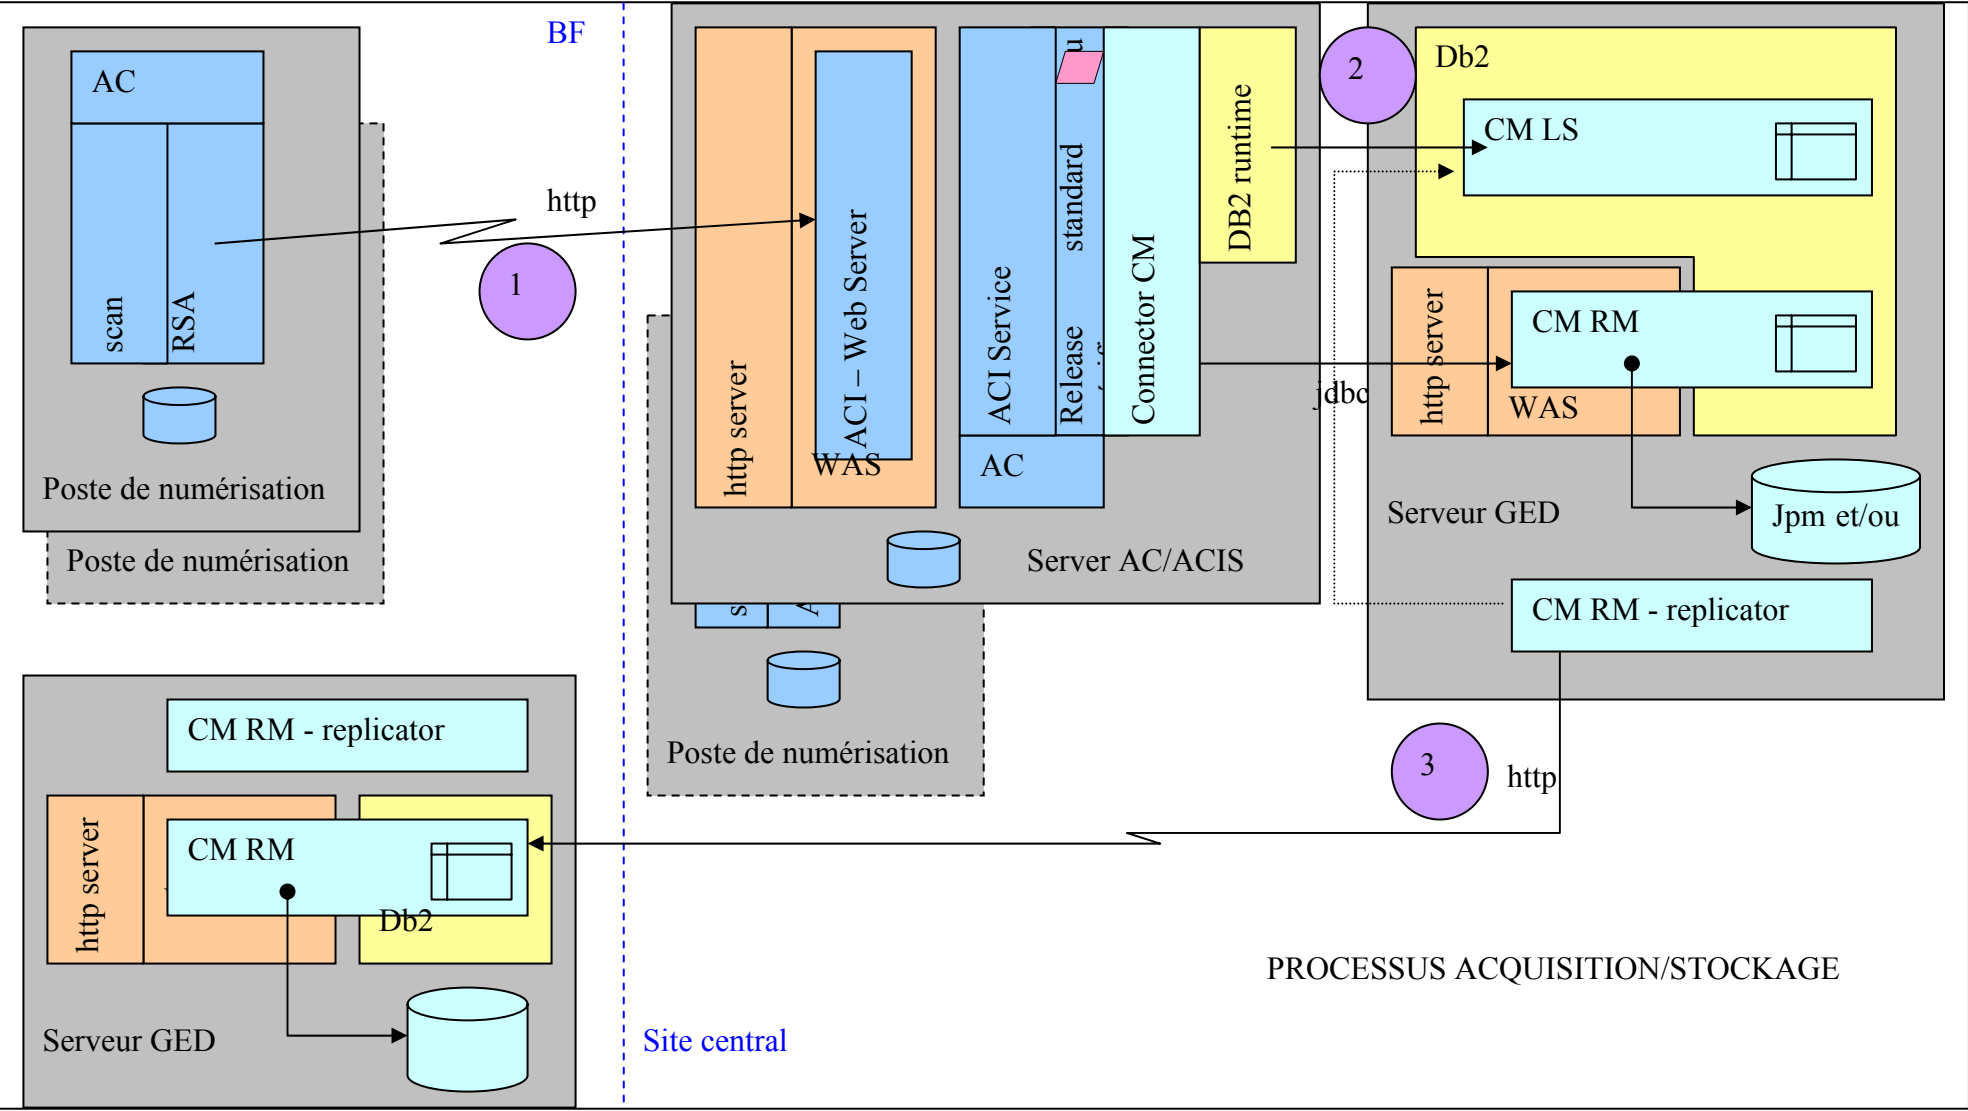 BF
AC
scan
RSA
Poste de numérisation
Poste de numérisation
http
1
http server
ACI – Web Server
WAS
ACI Service
Release
standard
u
Connector CM
DB2 runtime
AC
Server AC/ACIS
s
A
Poste de numérisation
2
Db2
CM LS
http server
CM RM
WAS
jdbc
Serveur GED
Jpm et/ou
CM RM - replicator
3
http
CM RM - replicator
http server
CM RM
Db2
Serveur GED
Site central
PROCESSUS ACQUISITION/STOCKAGE